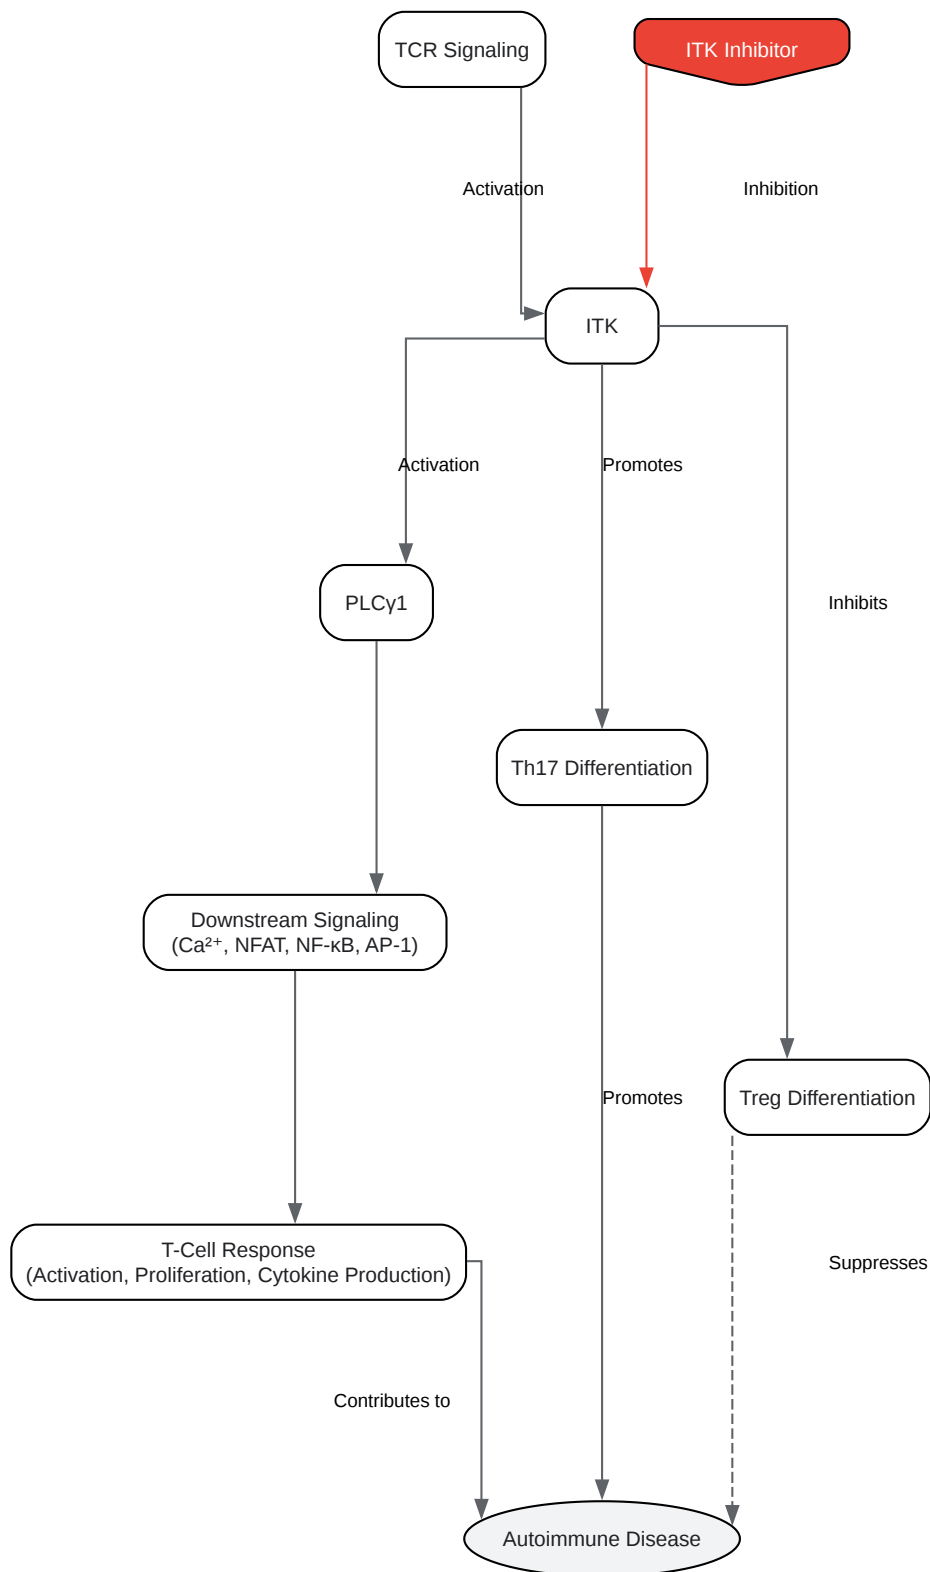 TCR Signaling
ITK Inhibitor
Activation
Inhibition
ITK
Activation
Promotes
PLCγ1
Inhibits
Th17 Differentiation
Downstream Signaling
(Ca²⁺, NFAT, NF-κB, AP-1)
Promotes
Treg Differentiation
T-Cell Response
(Activation, Proliferation, Cytokine Production)
Suppresses
Contributes to
Autoimmune Disease